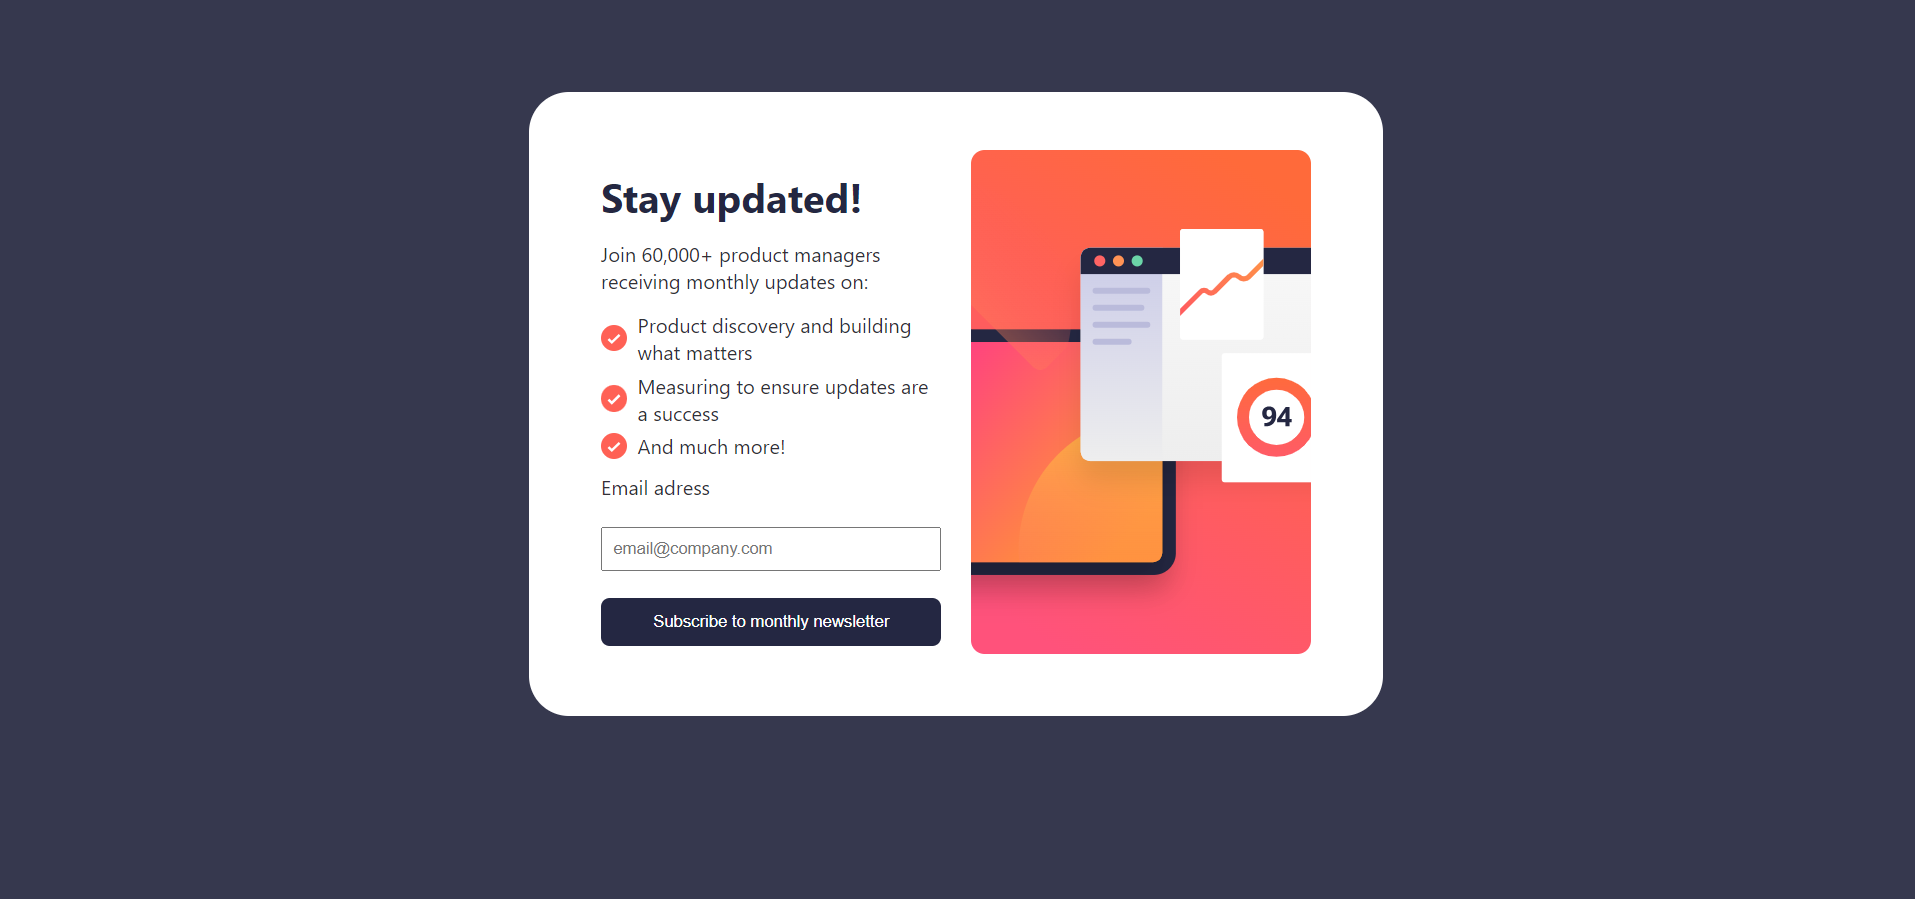 Stay updated!
Join 60,000+ product managers
receiving monthly updates on:
Product discovery and building
what matters
Measuring to ensure updates are
a success
And much more!
Email adress
email@company.com
Subscribe to monthly newsletter
94